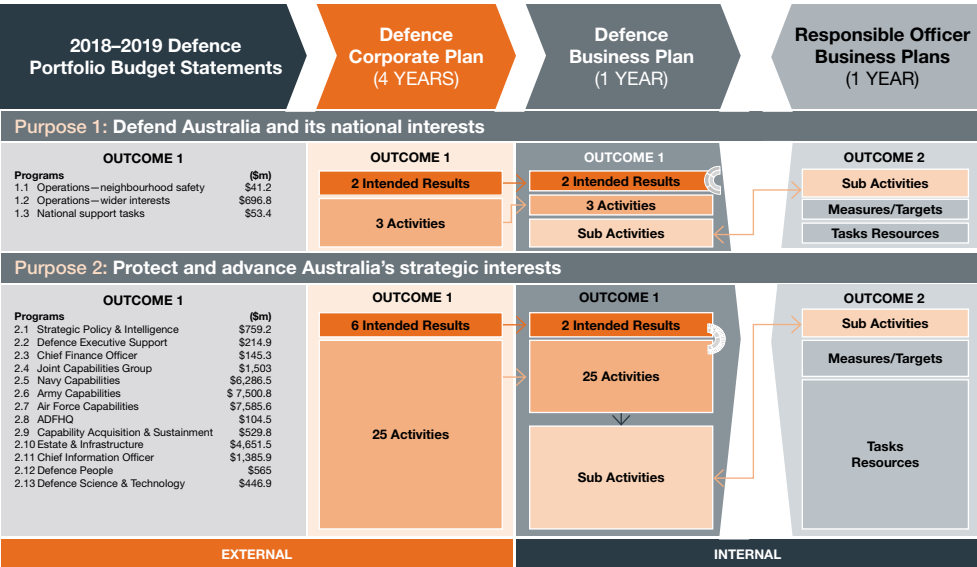 2018–2019 Defence
Portfolio Budget Statements
Defence
Corporate Plan
(4 YEARS)
Defence
Business Plan
(1 YEAR)
Responsible Officer
Business Plans
(1 YEAR)
Purpose 1: Defend Australia and its national interests
OUTCOME 1
Programs ($m)
1.1 Operations—neighbourhood safety $41.2
1.2 Operations—wider interests $696.8
1.3 National support tasks $53.4
OUTCOME 1
2 Intended Results
3 Activities
OUTCOME 1
2 Intended Results
3 Activities
Sub Activities
OUTCOME 2
Sub Activities
Measures/Targets
Tasks Resources
Purpose 2: Protect and advance Australia’s strategic interests
OUTCOME 1
Programs ($m)
2.1 Strategic Policy & Intelligence $759.2
2.2 Defence Executive Support $214.9
2.3 Chief Finance Officer $145.3
2.4 Joint Capabilities Group $1,503
2.5 Navy Capabilities $6,286.5
2.6 Army Capabilities $ 7,500.8
2.7 Air Force Capabilities $7,585.6
2.8 ADFHQ $104.5
2.9 Capability Acquisition & Sustainment $529.8
2.10 Estate & Infrastructure $4,651.5
2.11 Chief Information Officer $1,385.9
2.12 Defence People $565
2.13 Defence Science & Technology $446.9
OUTCOME 1
6 Intended Results
25 Activities
OUTCOME 1
2 Intended Results
25 Activities
Sub Activities
OUTCOME 2
Sub Activities
Measures/Targets
Tasks
Resources
EXTERNAL
INTERNAL